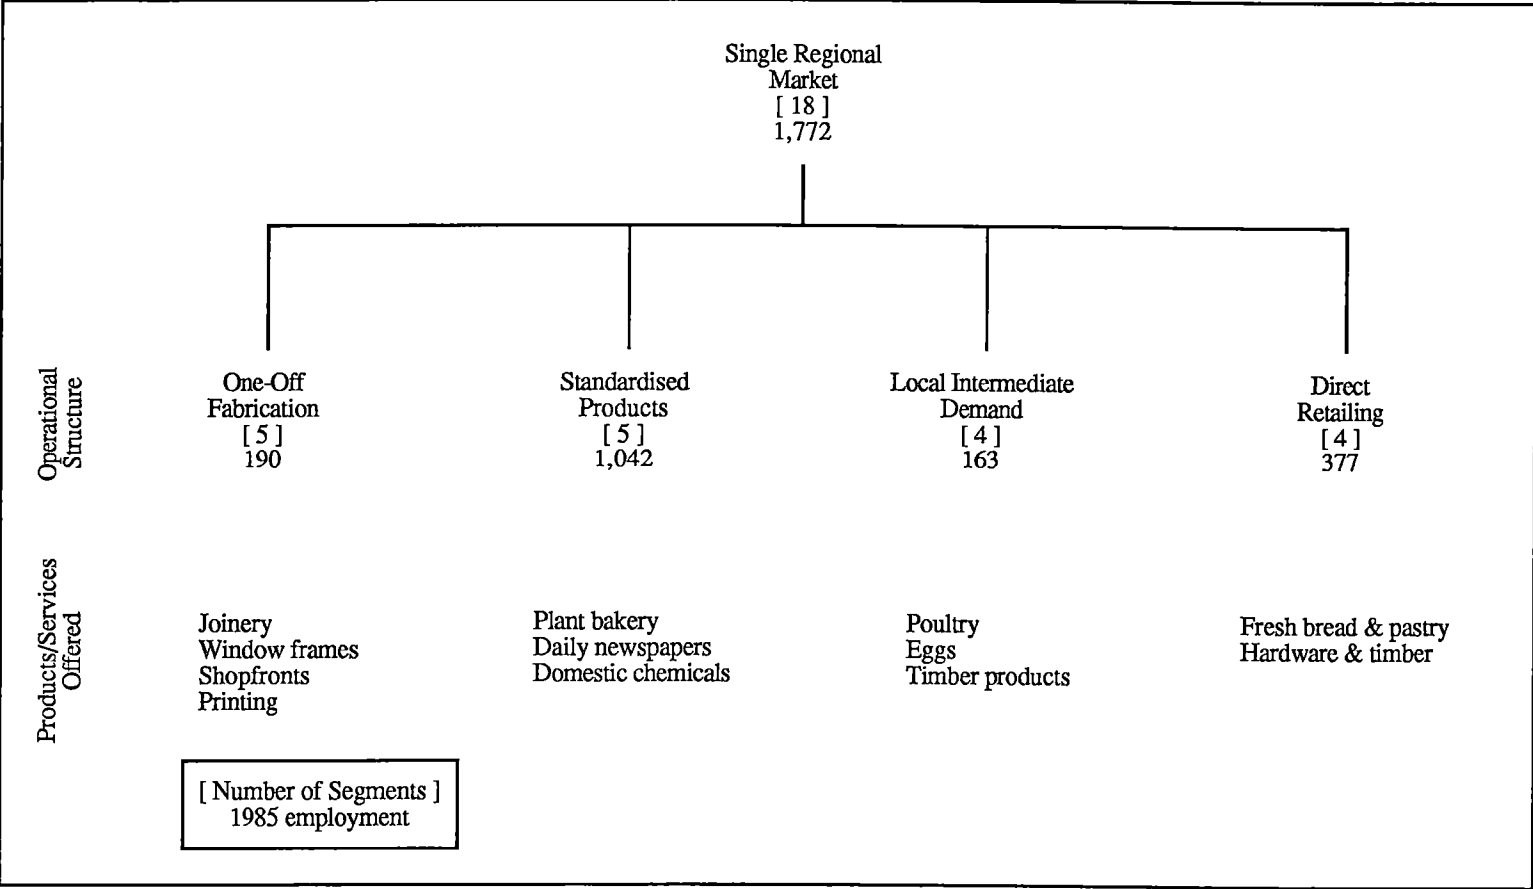 Single Regional
Market
[ 18 ]
1,772
Operational
Structure
One-Off
Fabrication
[ 5 ]
190
Standardised
Products
[ 5 ]
1,042
Local Intermediate
Demand
[ 4 ]
163
Direct
Retailing
[ 4 ]
377
Products/Services
Offered
Joinery
Window frames
Shopfronts
Printing
Plant bakery
Daily newspapers
Domestic chemicals
Poultry
Eggs
Timber products
Fresh bread & pastry
Hardware & timber
[ Number of Segments ]
1985 employment